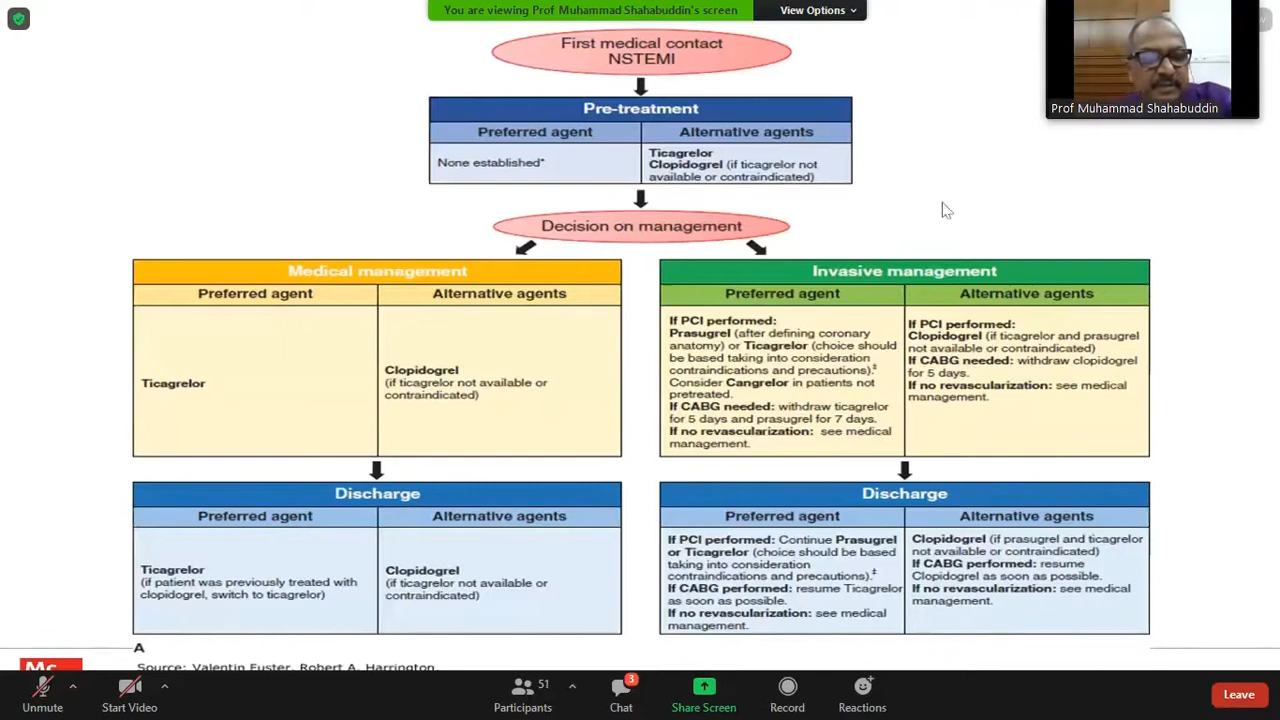 You are viewing Prof Muhammad Shahabuddin's screen
View Options
Prof Muhammad Shahabuddin
First medical contact
NSTEMI
Pre-treatment
Preferred agent
Alternative agents
None established*
Ticagrelor
Clopidogrel (if ticagrelor not
available or contraindicated)
Decision on management
Medical management
Preferred agent
Alternative agents
Ticagrelor
Clopidogrel
(if ticagrelor not available or
contraindicated)
Invasive management
Preferred agent
Alternative agents
If PCI performed:
Prasugrel (after defining coronary
anatomy) or Ticagrelor (choice should
be based taking into consideration
contraindications and precautions).‡
Consider Cangrelor in patients not
pretreated.
If CABG needed: withdraw ticagrelor
for 5 days and prasugrel for 7 days.
If no revascularization: see medical
management.
If PCI performed:
Clopidogrel (if ticagrelor and prasugrel
not available or contraindicated)
If CABG needed: withdraw clopidogrel
for 5 days.
If no revascularization: see medical
management.
Discharge
Preferred agent
Alternative agents
Ticagrelor
(if patient was previously treated with
clopidogrel, switch to ticagrelor)
Clopidogrel
(if ticagrelor not available or
contraindicated)
Discharge
Preferred agent
Alternative agents
If PCI performed: Continue Prasugrel
or Ticagrelor (choice should be based
taking into consideration
contraindications and precautions).‡
If CABG performed: resume Ticagrelor
as soon as possible.
If no revascularization: see medical
management.
Clopidogrel (if prasugrel and ticagrelor
not available or contraindicated)
If CABG performed: resume
Clopidogrel as soon as possible.
If no revascularization: see medical
management.
A
Mc
Source: Valentin Fuster, Robert A. Harrington,
Unmute
Start Video
51
Participants
3
Chat
Share Screen
Record
Reactions
Leave